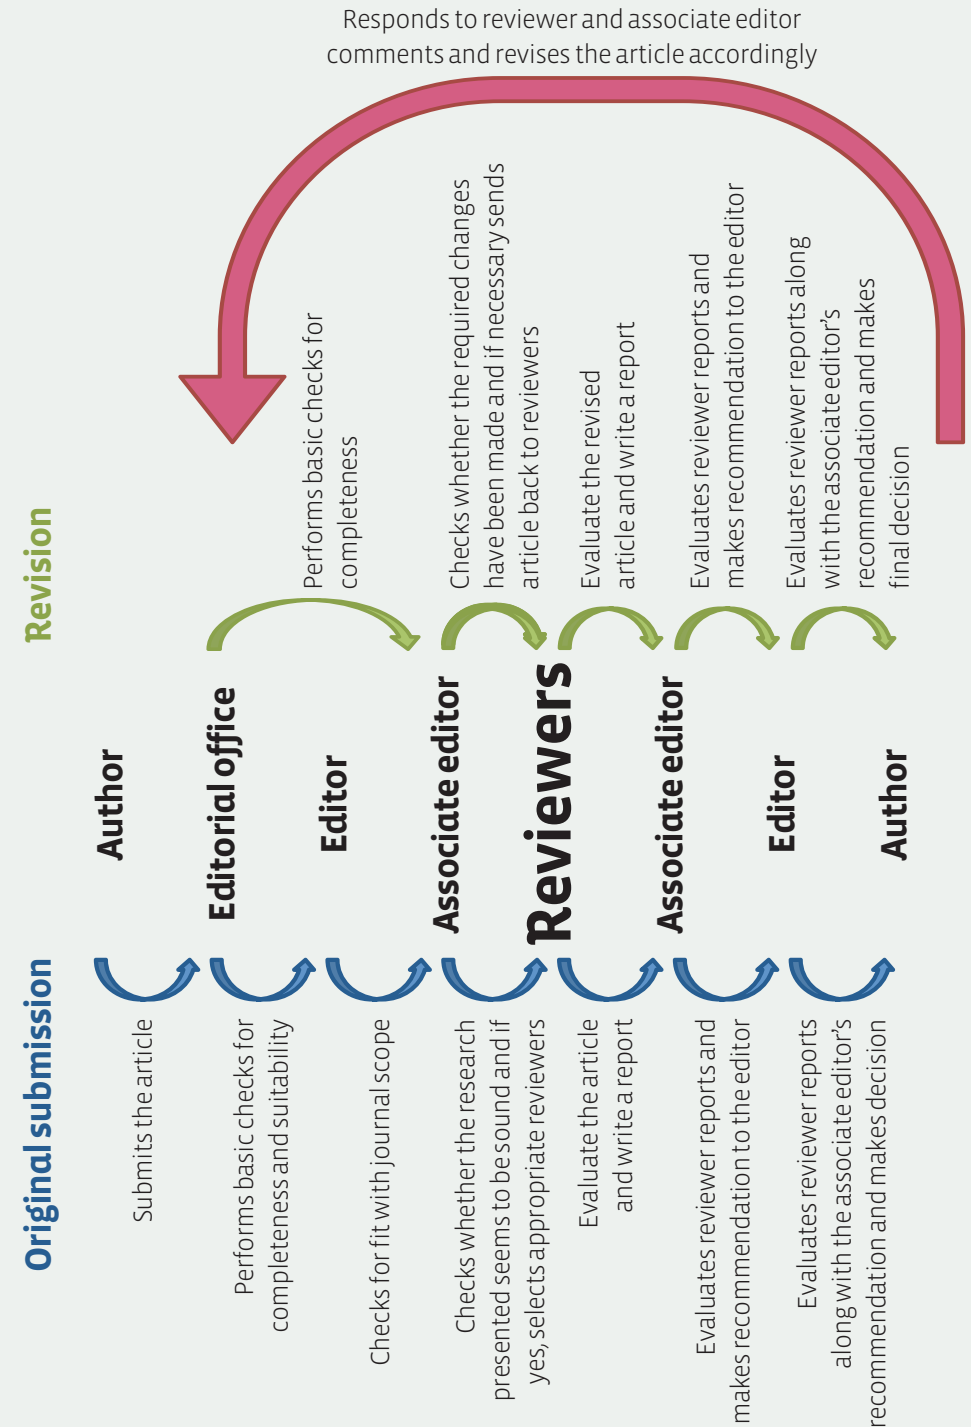 Responds to reviewer and associate editor
comments and revises the article accordingly
Original submission
Revision
Author
Submits the article
Editorial office
Performs basic checks for
completeness and suitability
Performs basic checks for
completeness
Editor
Checks for fit with journal scope
Associate editor
Checks whether the research
presented seems to be sound and if
yes, selects appropriate reviewers
Checks whether the required changes
have been made and if necessary sends
article back to reviewers
Reviewers
Evaluate the article
and write a report
Evaluate the revised
article and write a report
Associate editor
Evaluates reviewer reports and
makes recommendation to the editor
Evaluates reviewer reports and
makes recommendation to the editor
Editor
Evaluates reviewer reports
along with the associate editor’s
recommendation and makes decision
Evaluates reviewer reports along
with the associate editor’s
recommendation and makes
final decision
Author